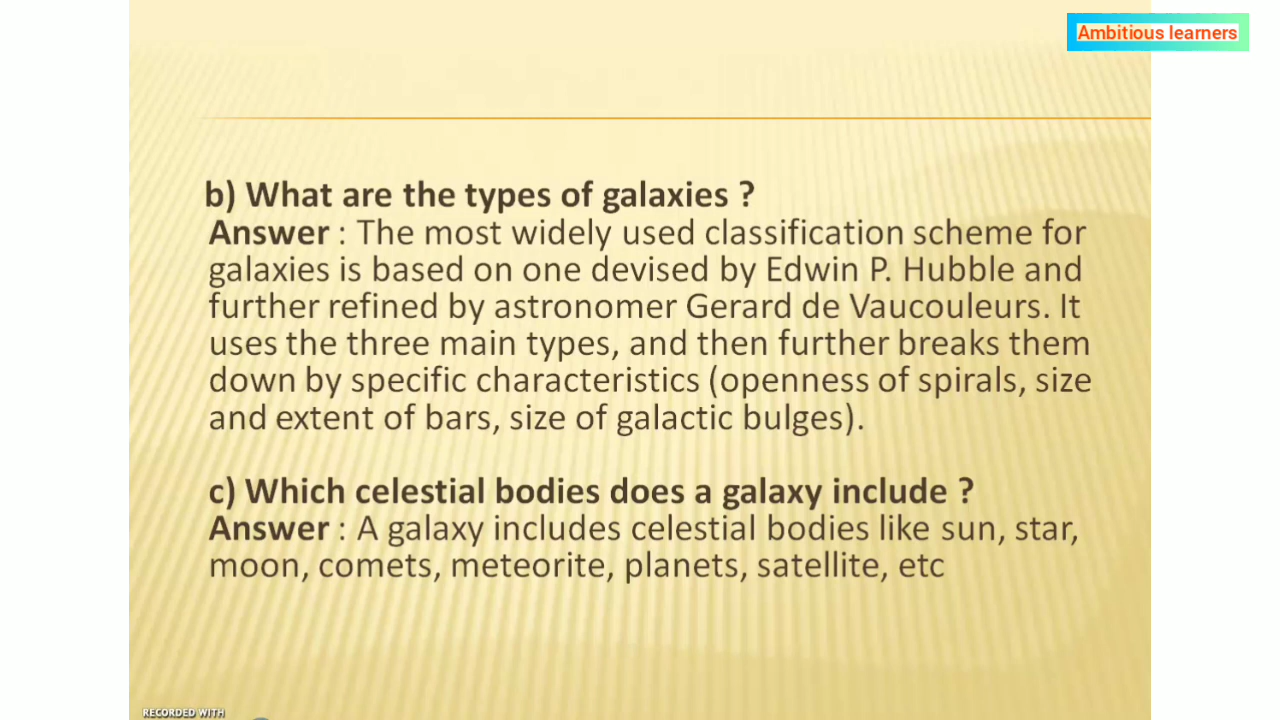 Ambitious learners
b) What are the types of galaxies ?
Answer : The most widely used classification scheme for
galaxies is based on one devised by Edwin P. Hubble and
further refined by astronomer Gerard de Vaucouleurs. It
uses the three main types, and then further breaks them
down by specific characteristics (openness of spirals, size
and extent of bars, size of galactic bulges).
c) Which celestial bodies does a galaxy include ?
Answer : A galaxy includes celestial bodies like sun, star,
moon, comets, meteorite, planets, satellite, etc
RECORDED WITH